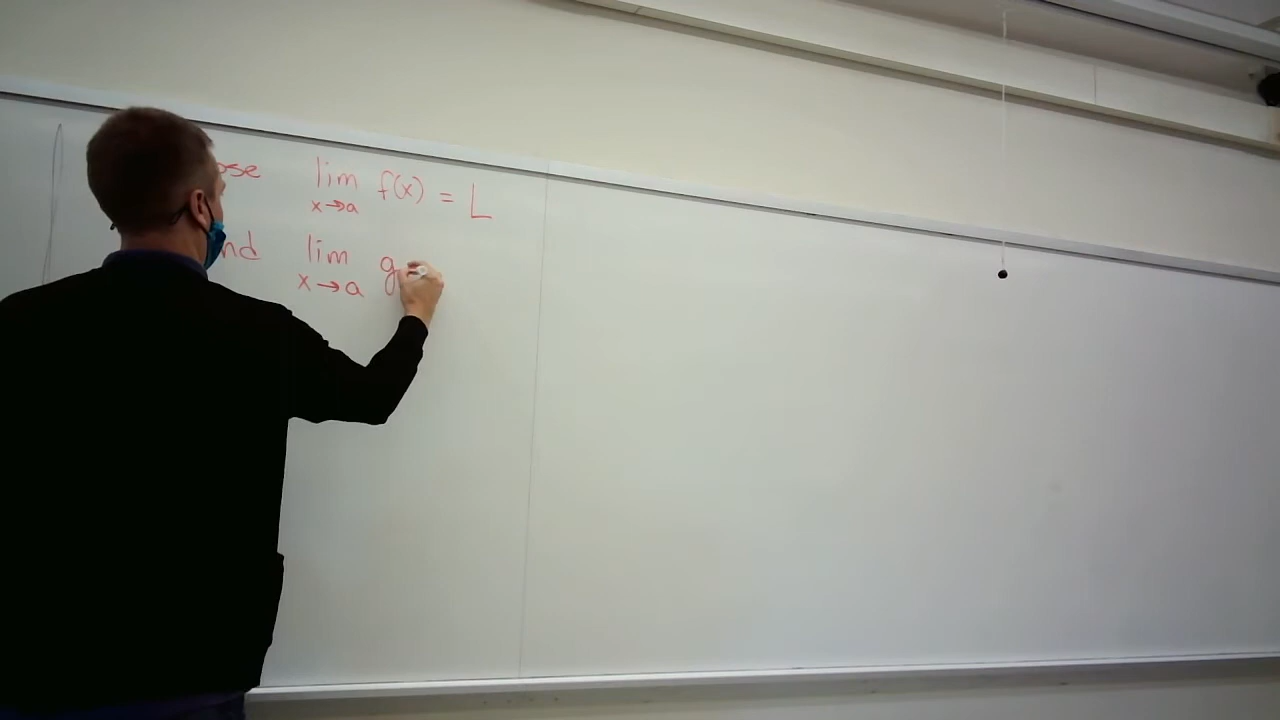 lim f(x) = L
x→a
lim g
x→a